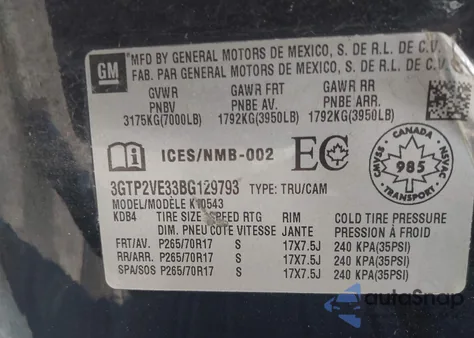 GM
MFD BY GENERAL MOTORS DE MEXICO, S. DE R.L. DE C.V.
FAB. PAR GENERAL MOTORS DE MEXICO, S. DE R.L. DE C.V.
GVWR GAWR FRT GAWR RR
PNBV PNBE AV. PNBE ARR
3175KG(7000LB) 1792KG(3950LB) 1792KG(3950LB)
ICES/NMB-002 EC
CANADA
CMVSS 985 NSVAC
CANADA
3GTP2VE33BG129793 TYPE: TRU/CAM
MODEL/MODÈLE K10543
KDB4 TIRE SIZE SPEED RTG RIM COLD TIRE PRESSURE
DIM. PNEU COTE VITESSE JANTE PRESSION À FROID
FRT/AV. P265/70R17 S 17X7.5J 240 KPA(35PSI)
RR/ARR. P265/70R17 S 17X7.5J 240 KPA(35PSI)
SPA/SOS P265/70R17 S 17X7.5J 240 KPA(35PSI)
autoSnap